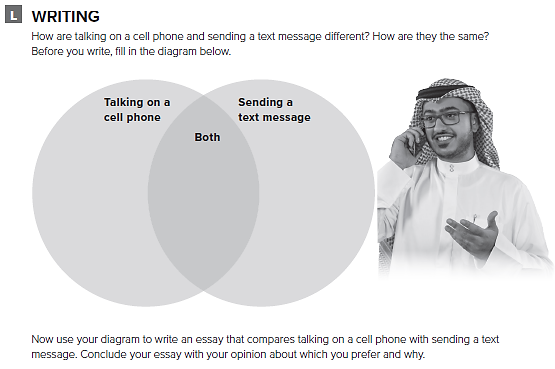 L WRITING
How are talking on a cell phone and sending a text message different? How are they the same?
Before you write, fill in the diagram below.
Talking on a
cell phone
Sending a
text message
Both
Now use your diagram to write an essay that compares talking on a cell phone with sending a text
message. Conclude your essay with your opinion about which you prefer and why.